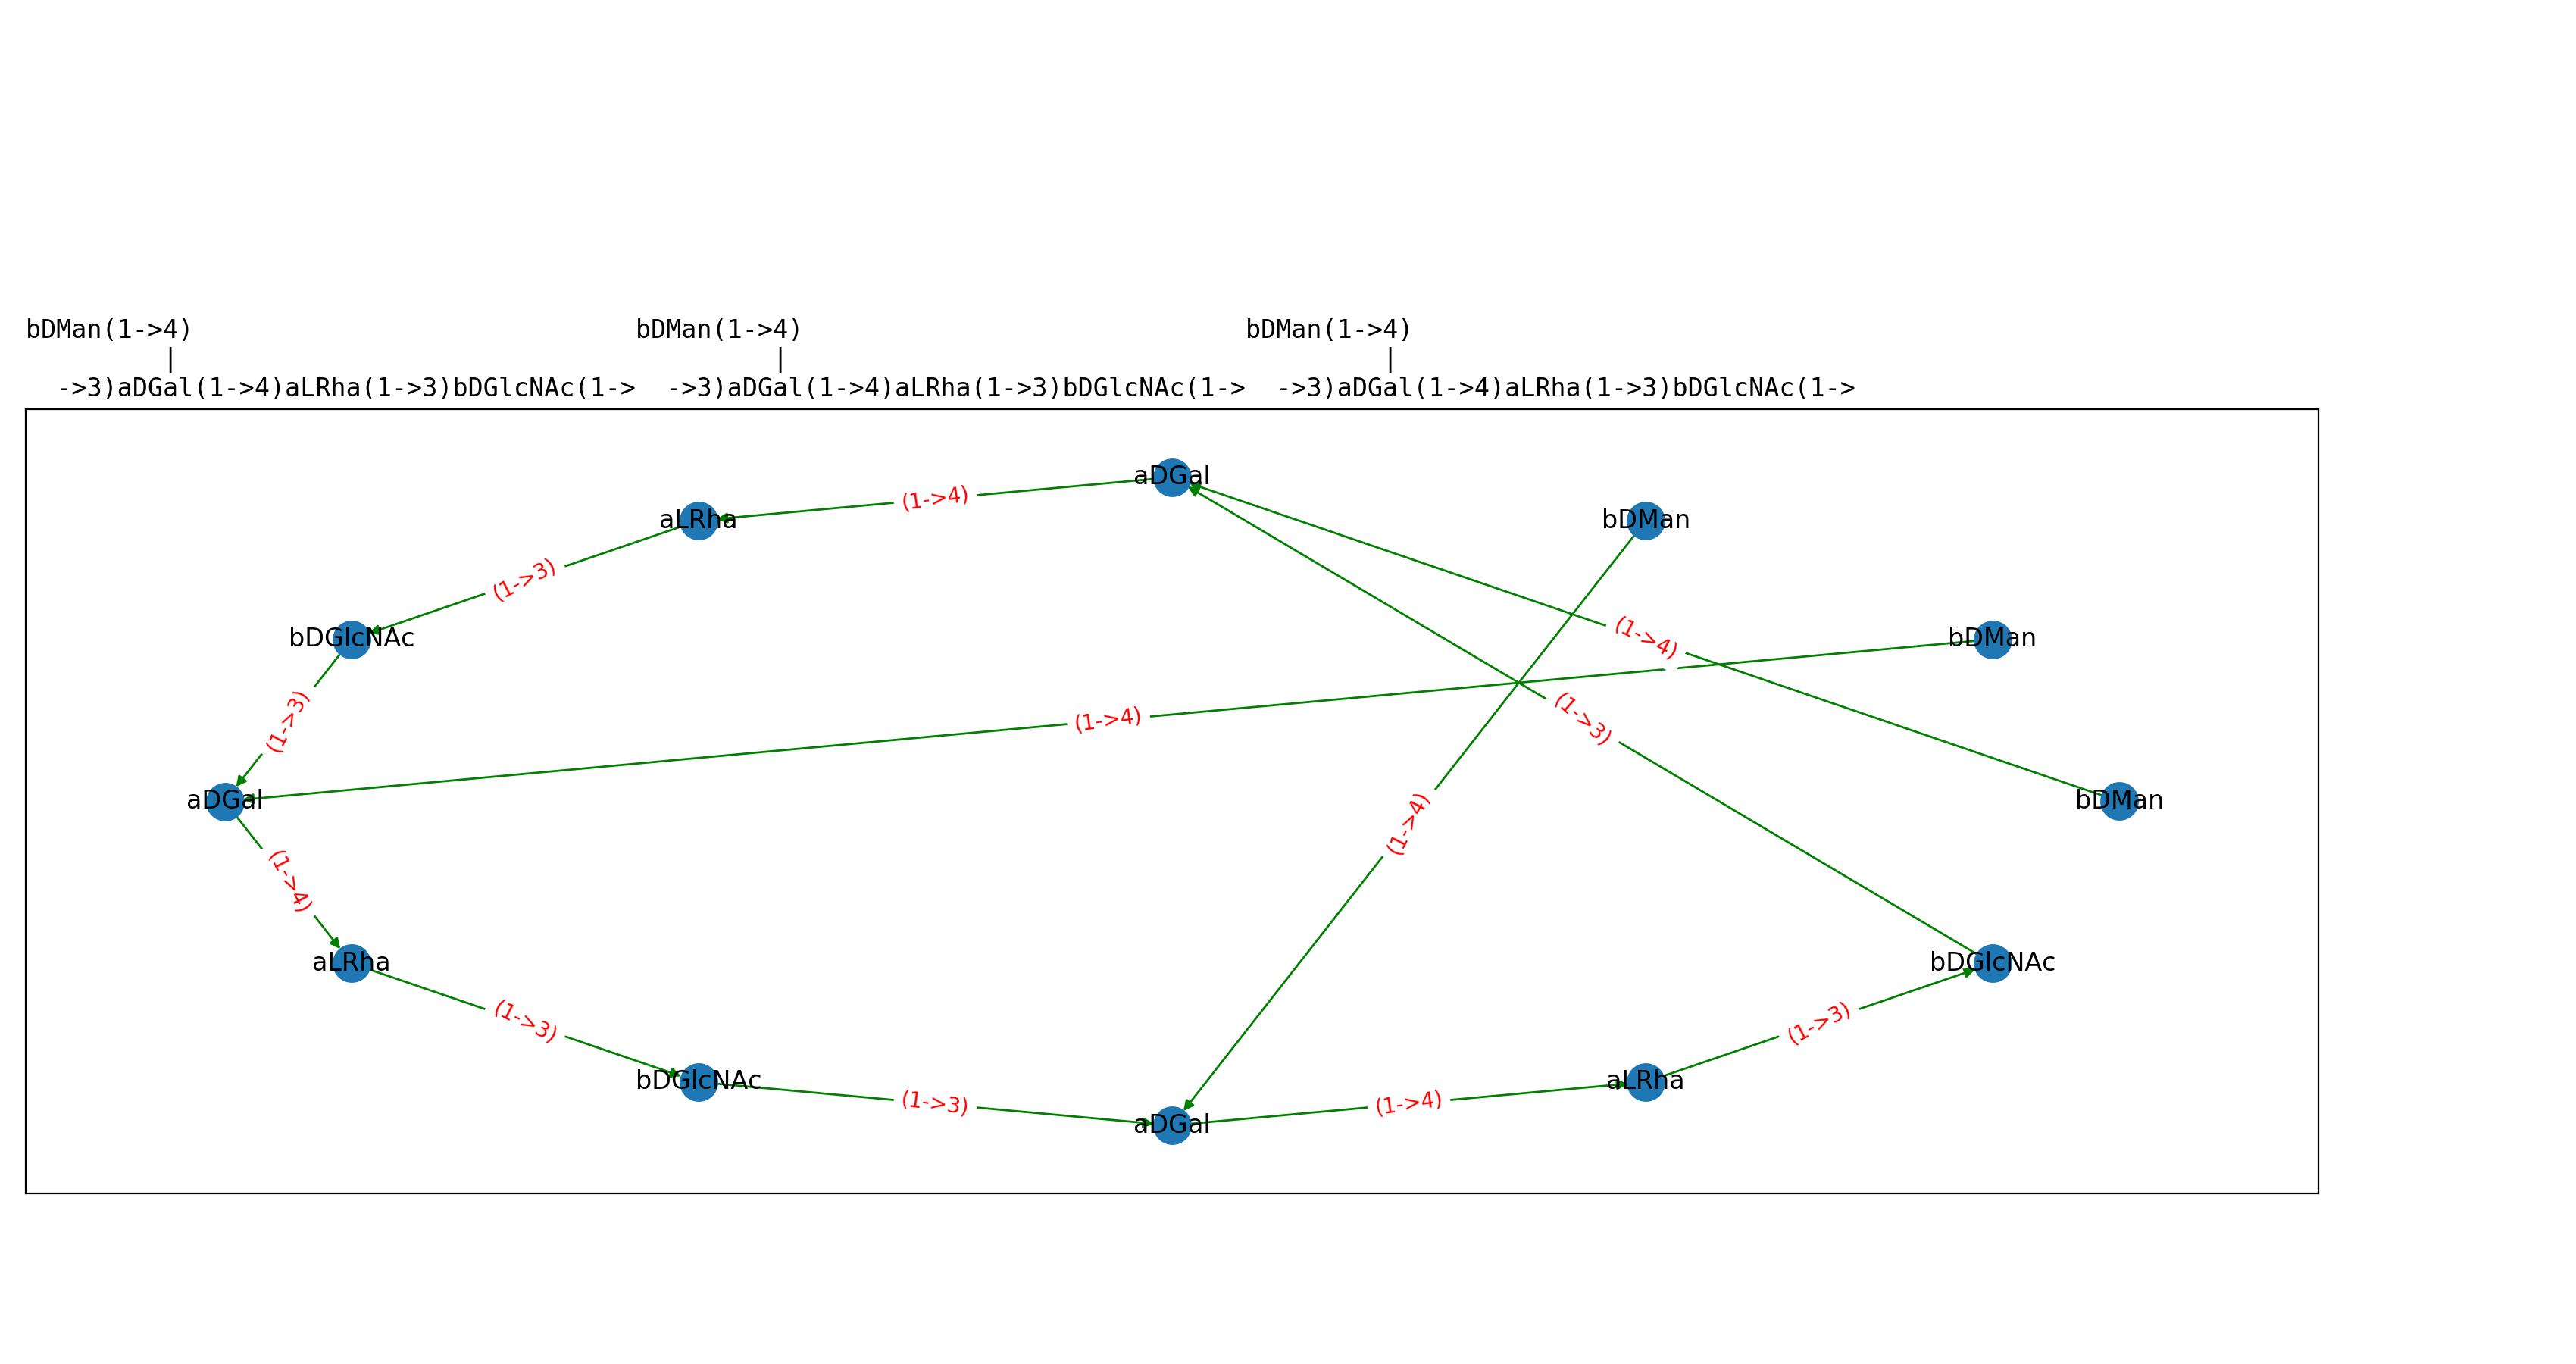 bDMan(1->4)                             bDMan(1->4)                             bDMan(1->4)
         |                                       |                                       |
  ->3)aDGal(1->4)aLRha(1->3)bDGlcNAc(1->  ->3)aDGal(1->4)aLRha(1->3)bDGlcNAc(1->  ->3)aDGal(1->4)aLRha(1->3)bDGlcNAc(1->
aDGal
(1->4)
aLRha
bDMan
(1->3)
bDGlcNAc
(1->4)
bDMan
(1->3)
(1->4)
(1->3)
aDGal
bDMan
(1->4)
(1->4)
aLRha
bDGlcNAc
(1->3)
(1->3)
bDGlcNAc
(1->3)
(1->4)
aLRha
aDGal